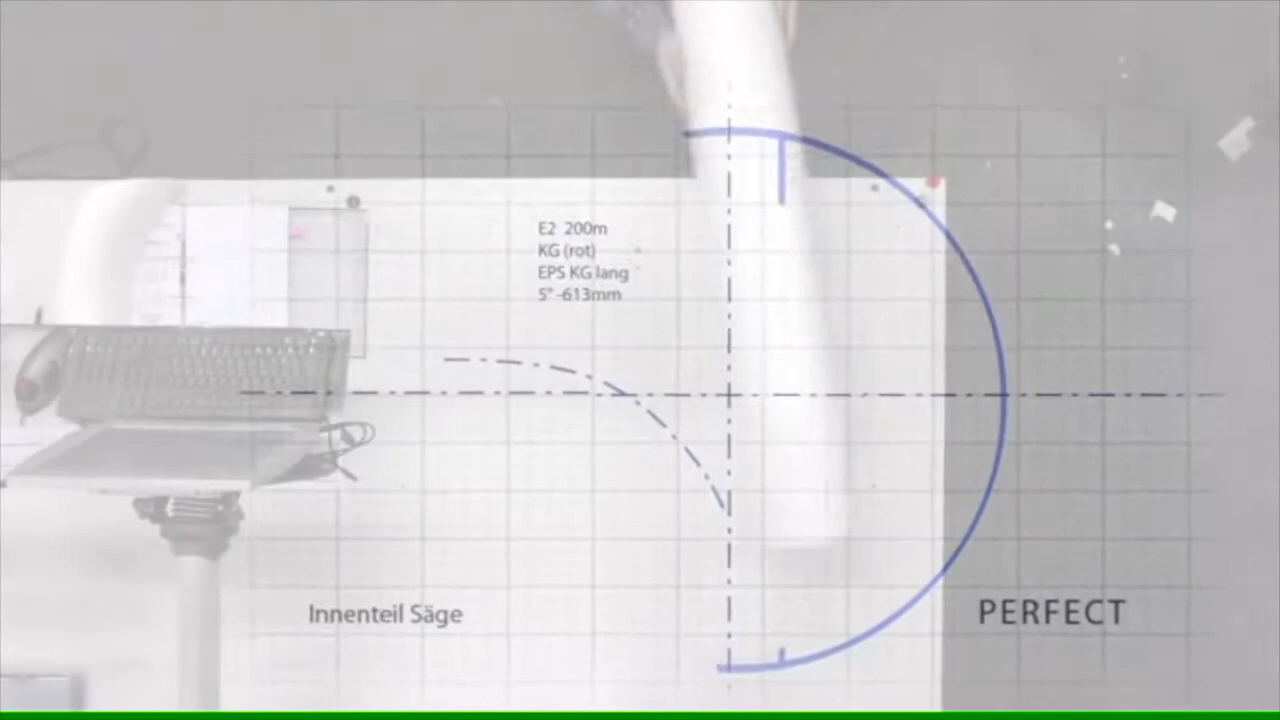 E2 200m
KG (rot)
EPS KG lang
5" -613mm
Innenteil Säge
PERFECT